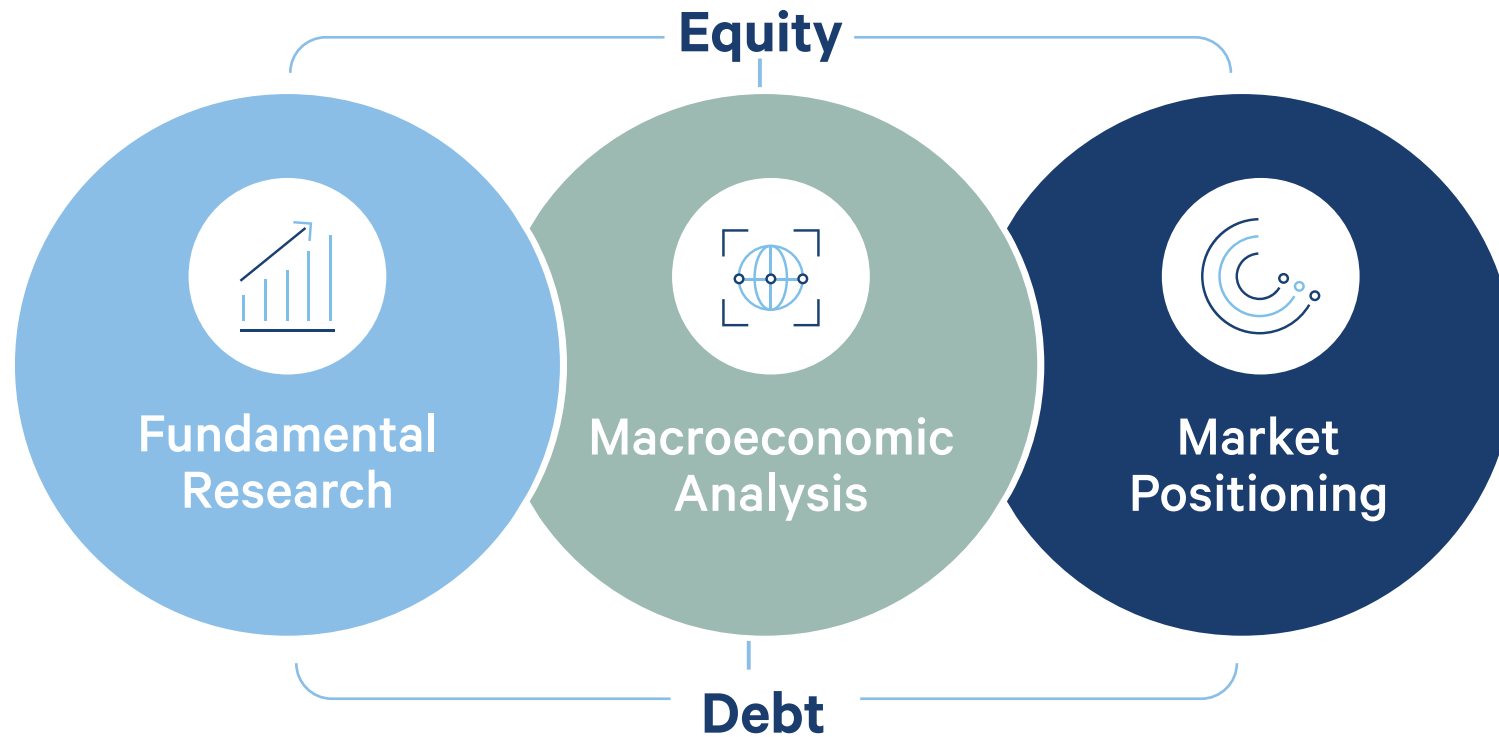 Equity
Fundamental
Research
Macroeconomic
Analysis
Market
Positioning
Debt